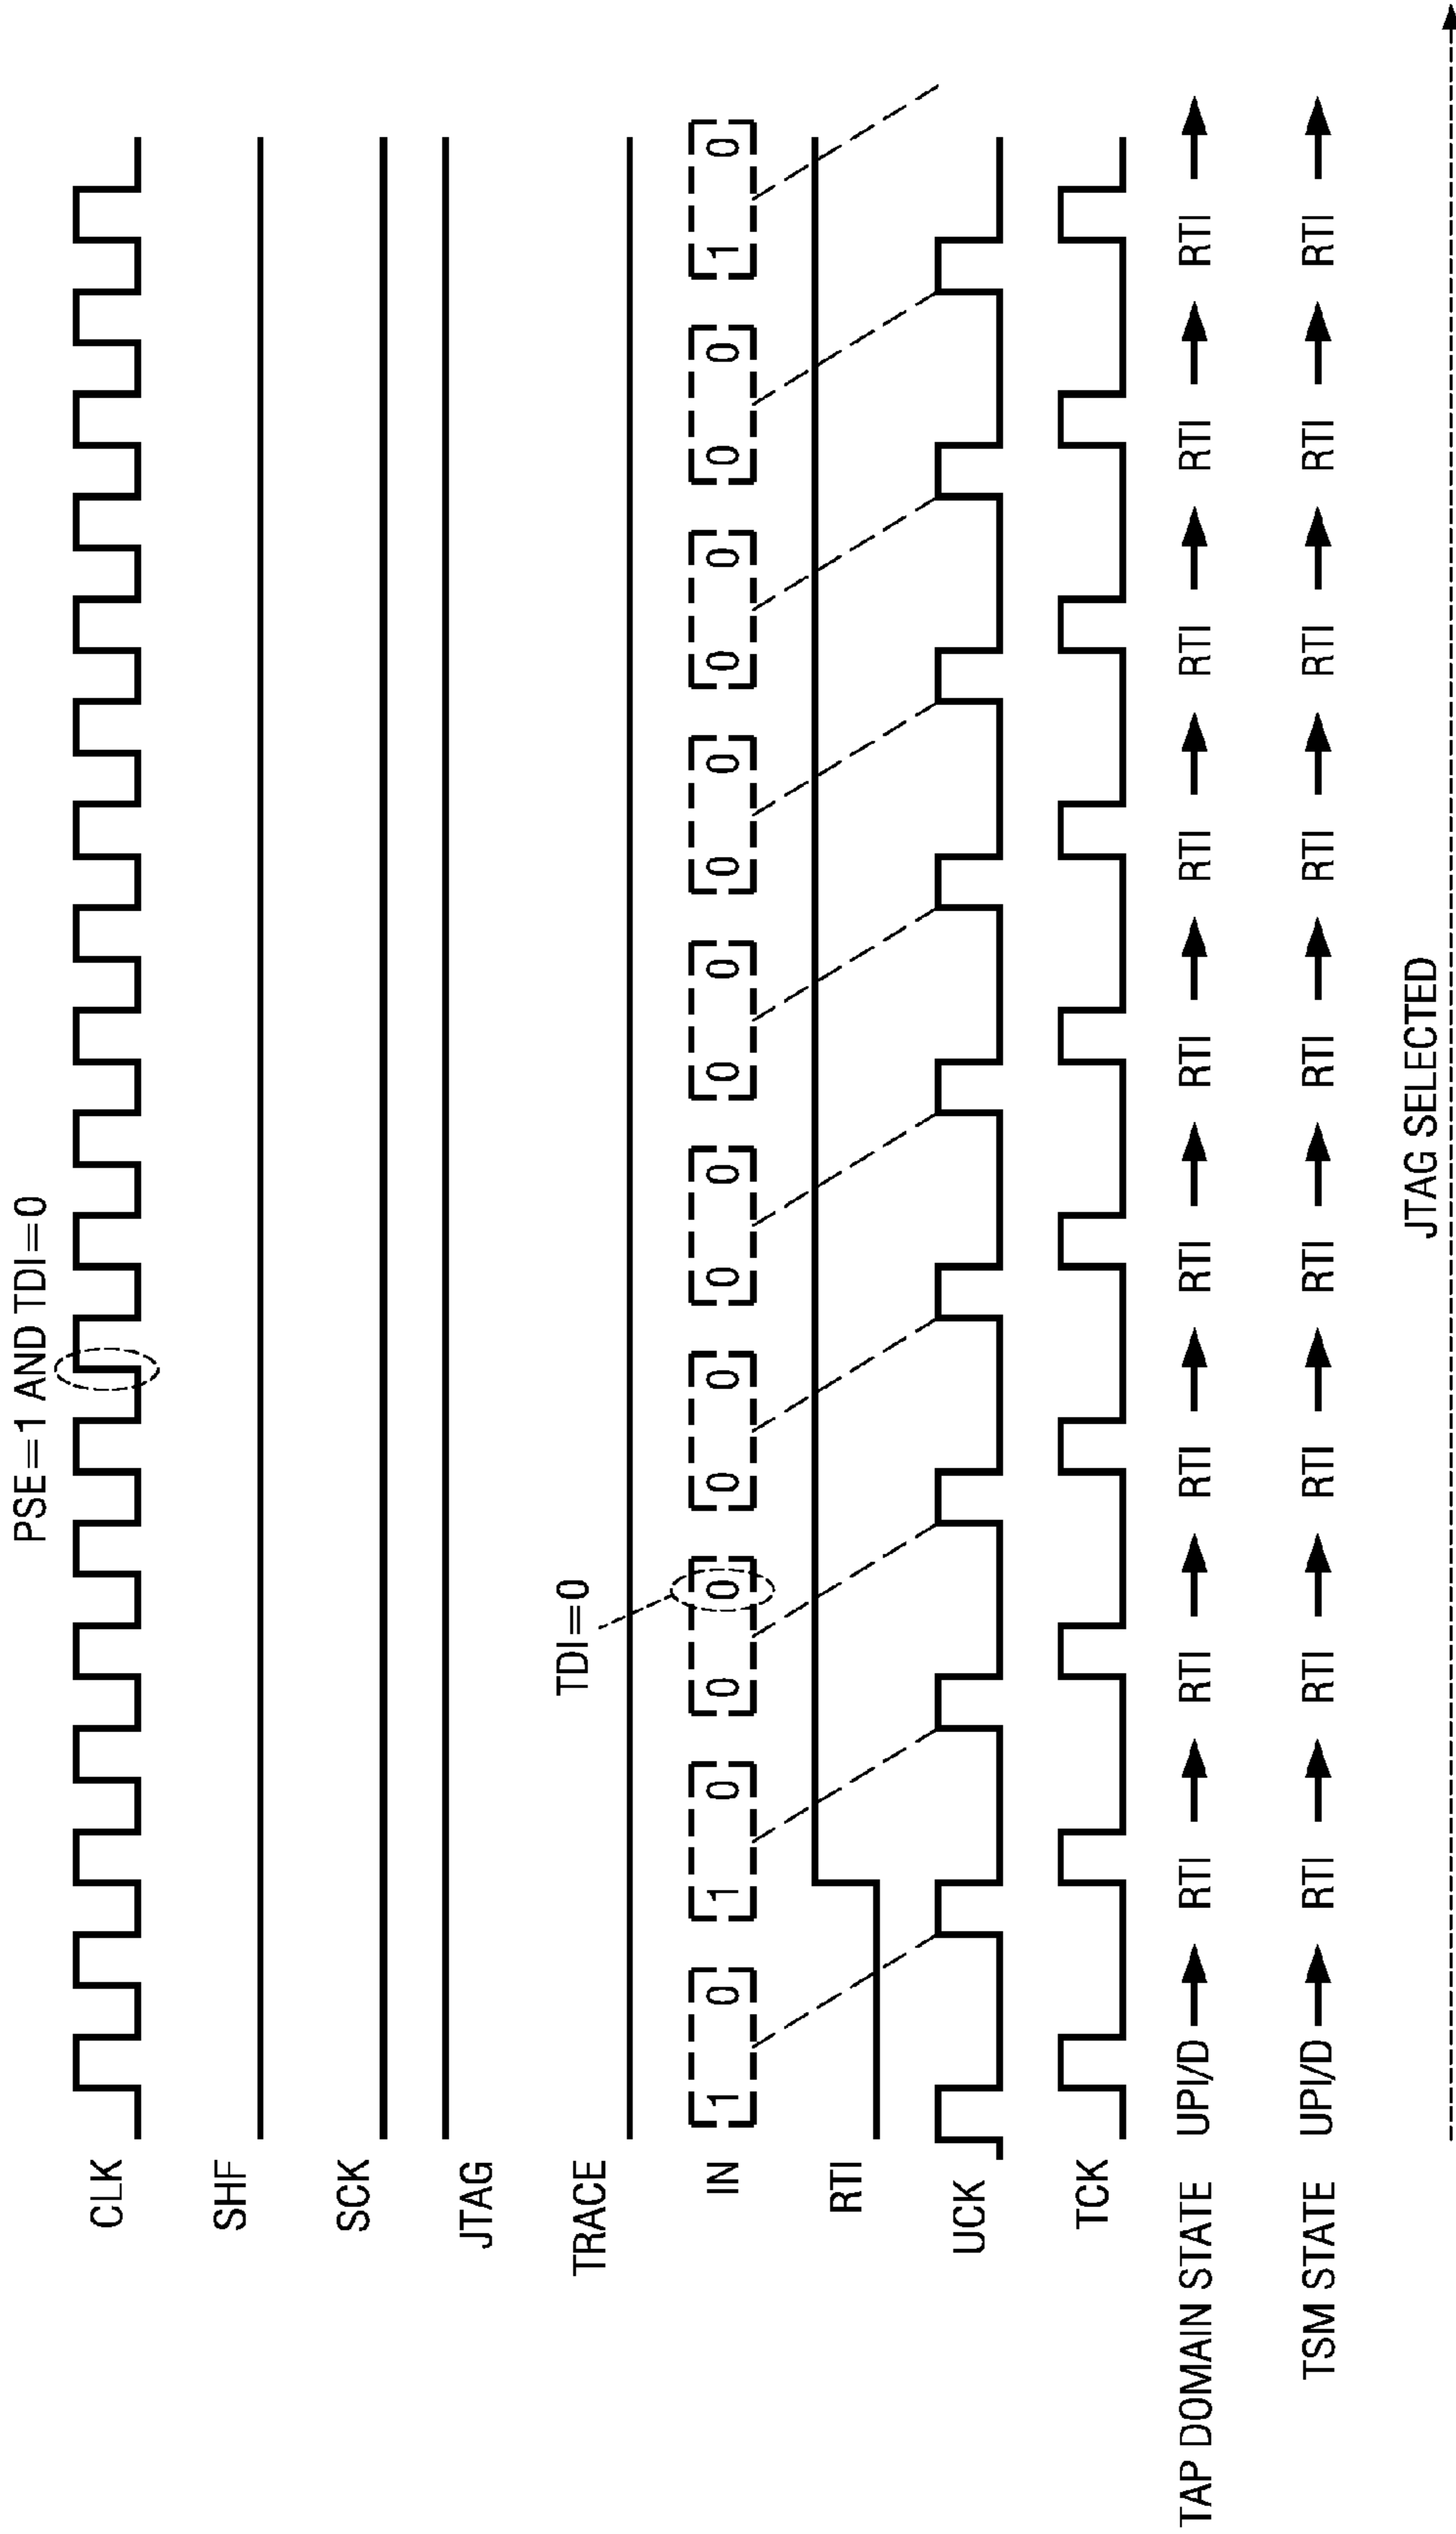 PSE=1 AND TDI=0
CLK
SHF
SCK
JTAG
TDI=0
TRACE
IN 1 0 1 0 0 0 0 0 0 0 0 0 0 0 0 0 0 0 1 0
RTI
UCK
TCK
TAP DOMAIN STATE UPI/D RTI RTI RTI RTI RTI RTI RTI RTI RTI
TSM STATE UPI/D RTI RTI RTI RTI RTI RTI RTI RTI RTI
JTAG SELECTED